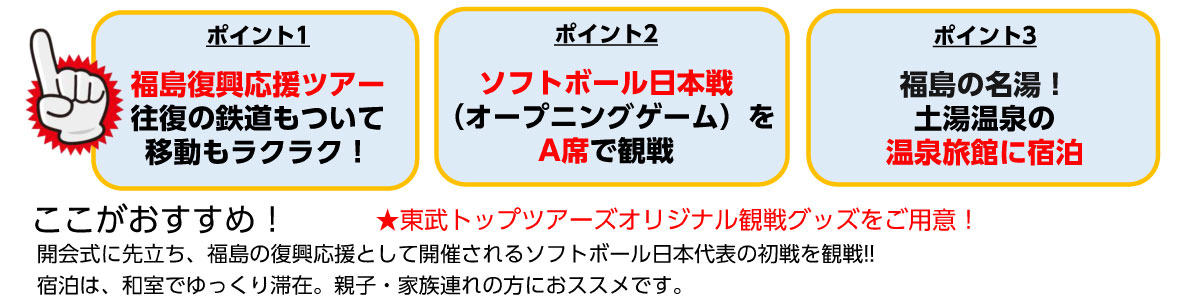 ポイント1
福島復興応援ツアー
往復の鉄道もついて
移動もラクラク！
ポイント2
ソフトボール日本戦
（オープニングゲーム）を
A席で観戦
ポイント3
福島の名湯！
土湯温泉の
温泉旅館に宿泊
ここがおすすめ！
★東武トップツアーズオリジナル観戦グッズをご用意！
開会式に先立ち、福島の復興応援として開催されるソフトボール日本代表の初戦を観戦!!
宿泊は、和室でゆっくり滞在。親子・家族連れの方におススメです。